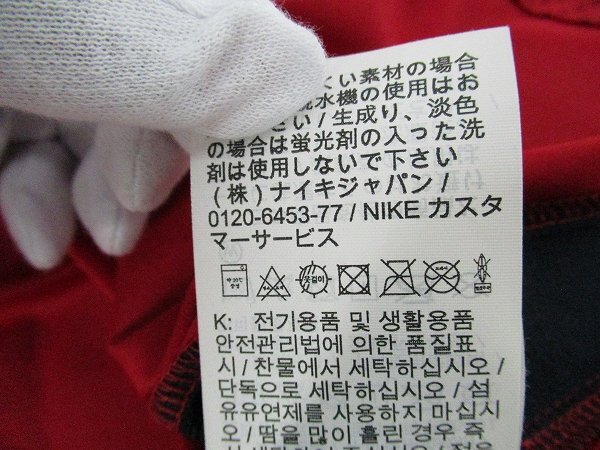 くい素材の場合
水機の使用はお
さい / 生成り、淡色
の場合は蛍光剤の入った洗
剤は使用しないで下さい
(株) ナイキジャパン /
0120-6453-77 / NIKE カスタ
マーサービス
옷걸이
K: 전기용품 및 생활용품
안전관리법에 의한 품질표
시 / 찬물에서 세탁하십시오 /
단독으로 세탁하십시오 / 섬
유유연제를 사용하지 마십시
오 / 땀을 많이 흘린 경우 즉